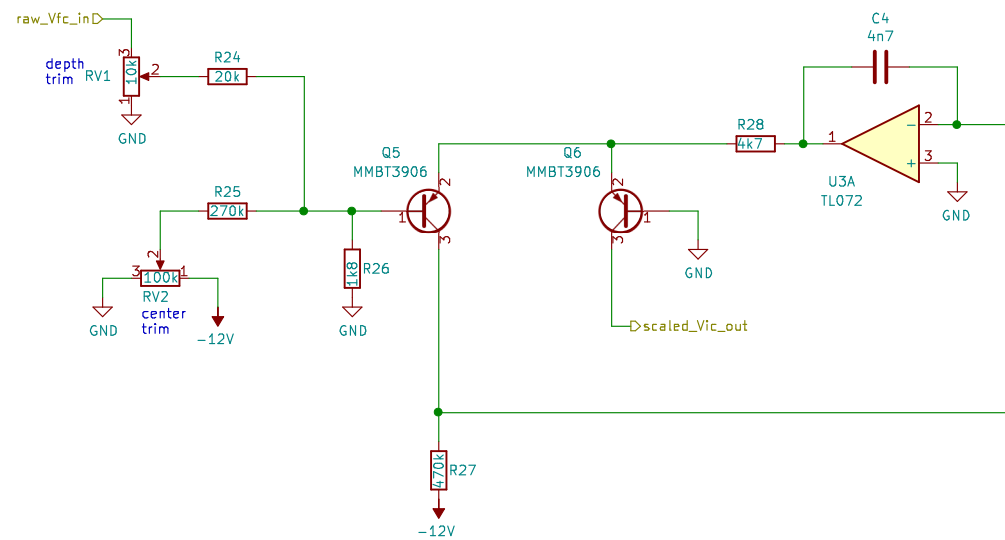 raw_Vfc_in
depth
trim
RV1
10k
3
2
1
GND
R24
20k
R25
270k
2
3
1
100k
RV2
center
trim
GND
-12V
R26
1k8
GND
Q5
MMBT3906
1
2
3
Q6
MMBT3906
2
1
3
GND
scaled_Vic_out
R27
470k
-12V
R28
4k7
C4
4n7
1
2
3
-
+
U3A
TL072
GND